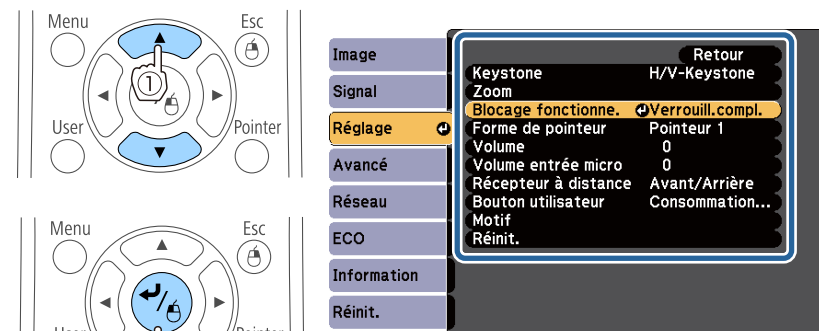 Menu
Esc
①
User
Pointer
Menu
Esc
Image
Signal
Réglage
Avancé
Réseau
ECO
Information
Réinit.
Retour
Keystone H/V-Keystone
Zoom
Blocage fonctionne. Verrouill.compl.
Forme de pointeur Pointeur 1
Volume 0
Volume entrée micro 0
Récepteur à distance Avant/Arrière
Bouton utilisateur Consommation...
Motif
Réinit.